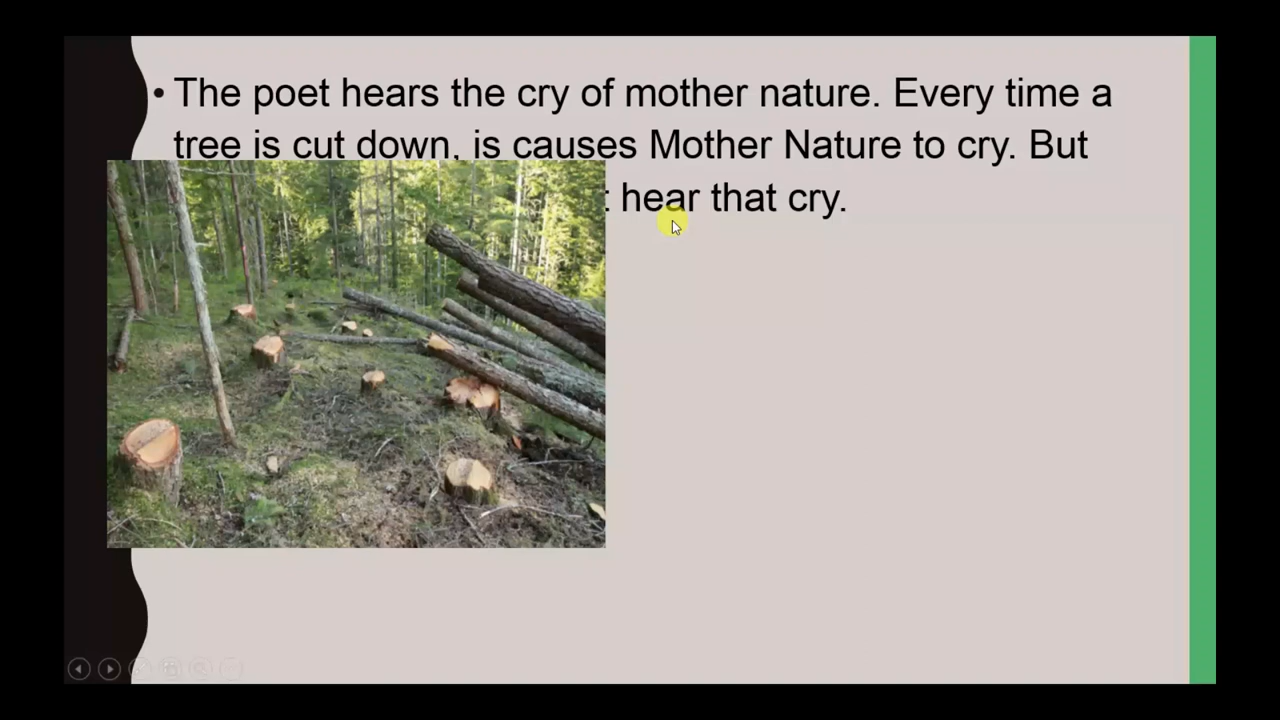 • The poet hears the cry of mother nature. Every time a
tree is cut down, is causes Mother Nature to cry. But
hear that cry.